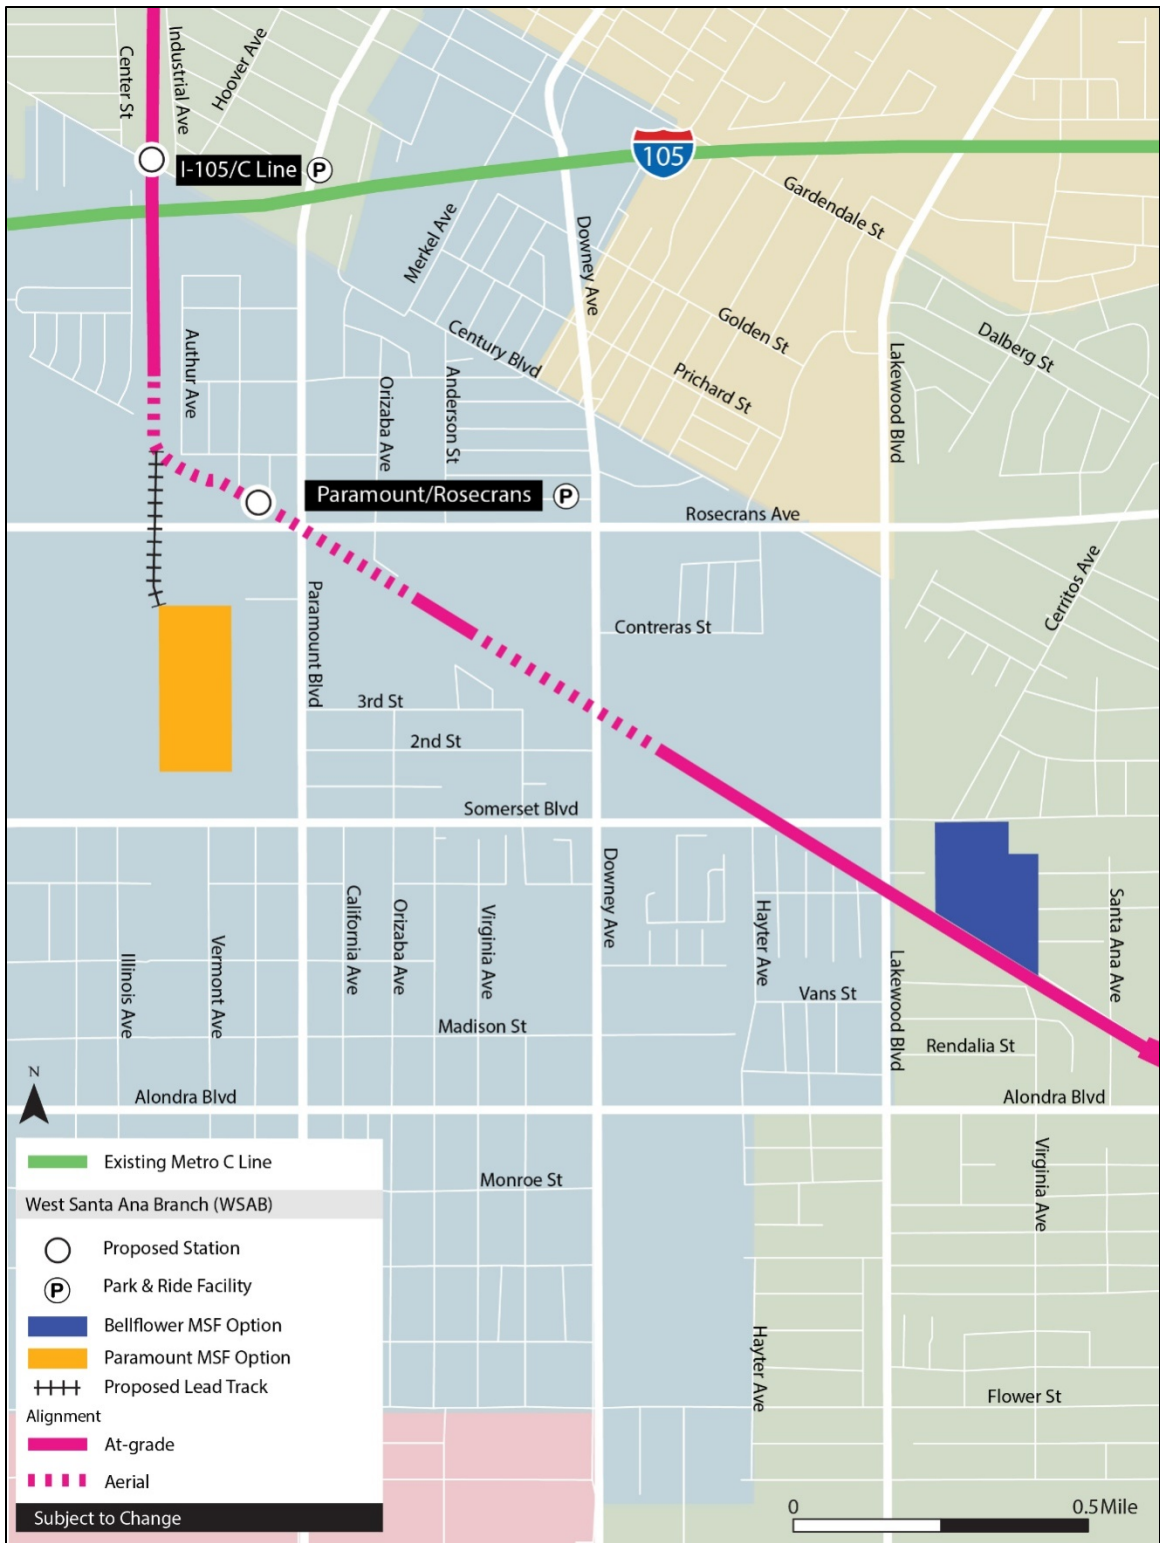 Center St
Industrial Ave
Hoover Ave
I-105/C Line
P
105
Gardendale St
Merkel Ave
Downey Ave
Golden St
Dalberg St
Century Blvd
Prichard St
Authur Ave
Orizaba Ave
Anderson St
Lakewood Blvd
Paramount/Rosecrans
P
Rosecrans Ave
Cerritos Ave
Paramount Blvd
Contreras St
3rd St
2nd St
Somerset Blvd
Downey Ave
California Ave
Orizaba Ave
Virginia Ave
Hayter Ave
Santa Ana Ave
Illinois Ave
Vermont Ave
Lakewood Blvd
Vans St
Madison St
Rendalia St
N
Alondra Blvd
Alondra Blvd
Existing Metro C Line
West Santa Ana Branch (WSAB)
Proposed Station
P
Park & Ride Facility
Bellflower MSF Option
Paramount MSF Option
Proposed Lead Track
Alignment
At-grade
Aerial
Subject to Change
Monroe St
Virginia Ave
Hayter Ave
Flower St
0
0.5Mile